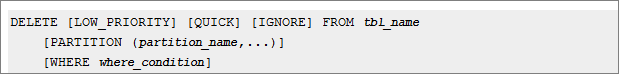 DELETE [LOW_PRIORITY] [QUICK] [IGNORE] FROM tbl_name
[PARTITION (partition_name,...)]
[WHERE where_condition]